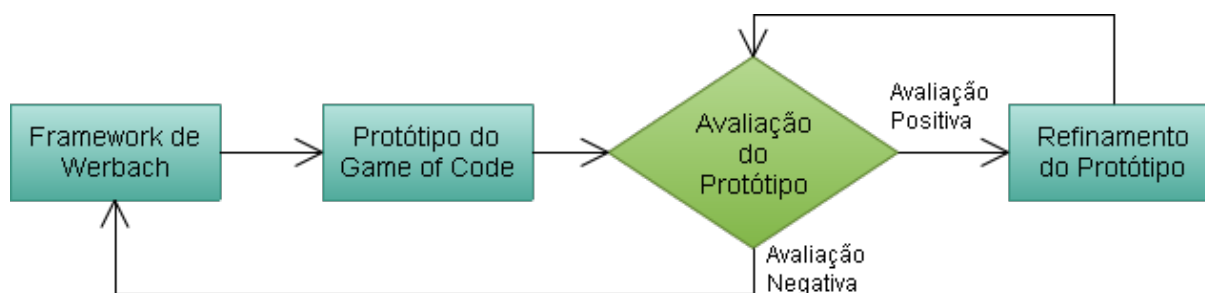 Framework de
Werbach
Protótipo do
Game of Code
Avaliação
do
Protótipo
Avaliação
Positiva
Refinamento
do Protótipo
Avaliação
Negativa